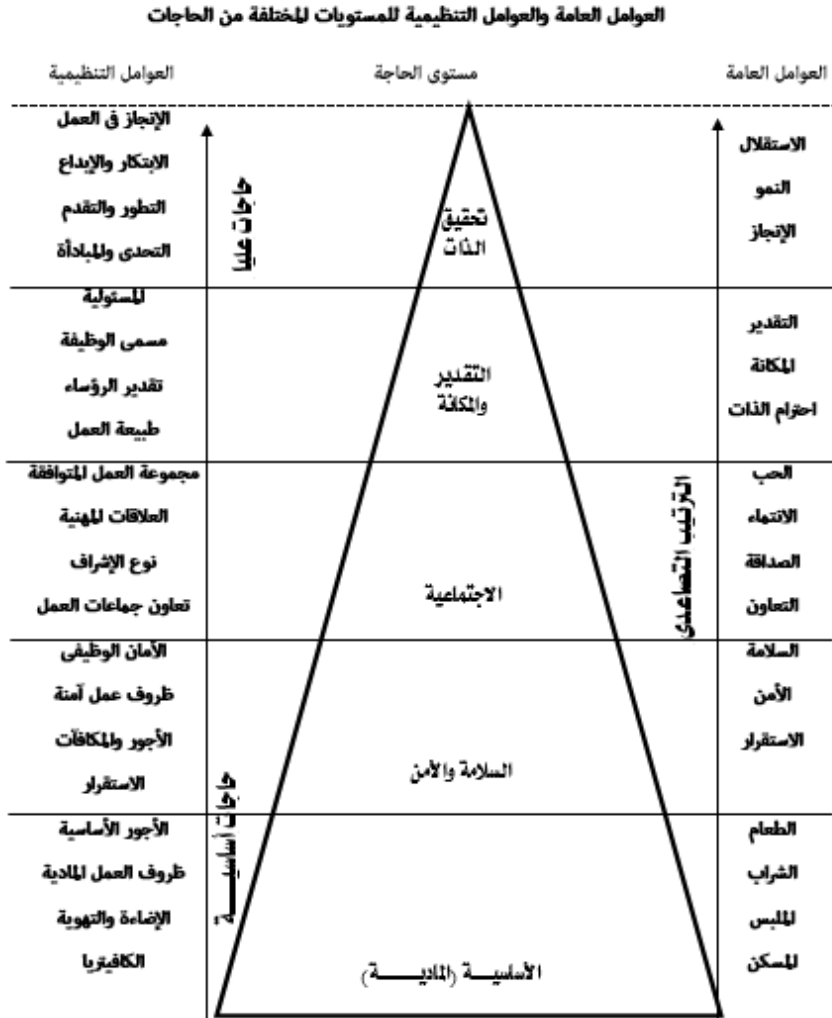 العوامل العامة والعوامل التنظيمية للمستويات المختلفة من الحاجات
العوامل العامة
مستوى الحاجة
العوامل التنظيمية
الاستقلال
النمو
الإنجاز
تحقيق
الذات
حاجات عليا
الإنجاز فى العمل
الابتكار والإبداع
التطور والتقدم
التحدى والمبادأة
التقدير
المكانة
احترام الذات
التقدير
والمكانة
المسئولية
مسمى الوظيفة
تقدير الرؤساء
طبيعة العمل
الحب
الانتماء
الصداقة
التعاون
الترتيب التصاعدى
الاجتماعية
مجموعة العمل المتوافقة
العلاقات المهنية
نوع الإشراف
تعاون جماعات العمل
السلامة
الأمن
الاستقرار
السلامة والأمن
الأمان الوظيفى
ظروف عمل آمنة
الأجور والمكافآت
الاستقرار
الطعام
الشراب
الملبس
المسكن
الأساسيـــة (الماديـــــة)
حاجات أساسيـــــة
الأجور الأساسية
ظروف العمل المادية
الإضاءة والتهوية
الكافيتريا